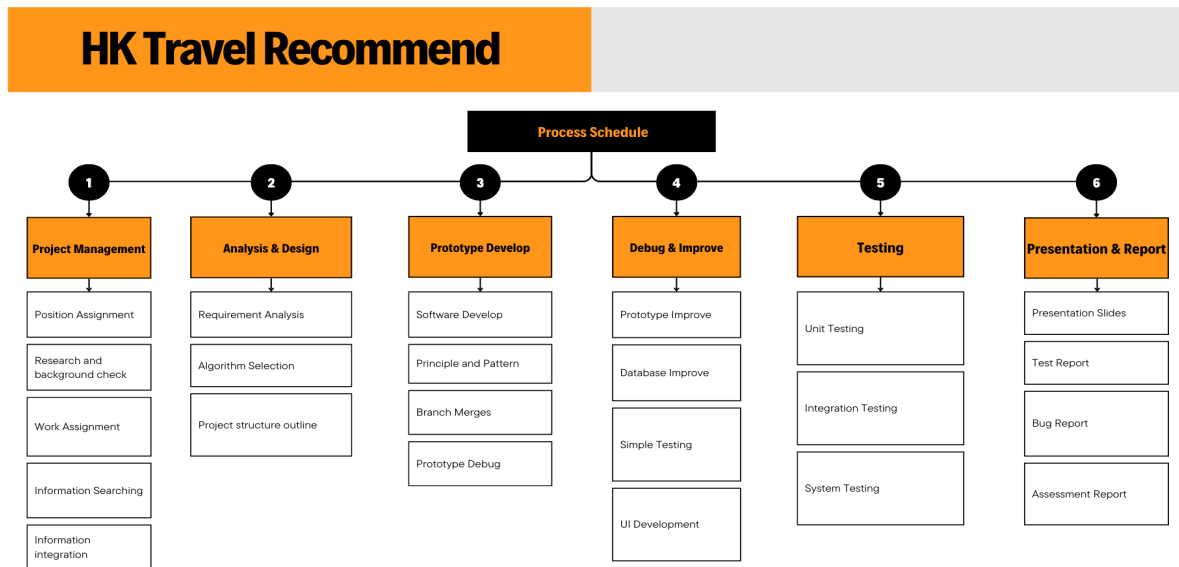 HK Travel Recommend
Process Schedule
1
2
3
4
5
6
Project Management
Analysis & Design
Prototype Develop
Debug & Improve
Testing
Presentation & Report
Position Assignment
Research and
background check
Work Assignment
Information Searching
Information
integration
Requirement Analysis
Algorithm Selection
Project structure outline
Software Develop
Principle and Pattern
Branch Merges
Prototype Debug
Prototype Improve
Database Improve
Simple Testing
UI Development
Unit Testing
Integration Testing
System Testing
Presentation Slides
Test Report
Bug Report
Assessment Report